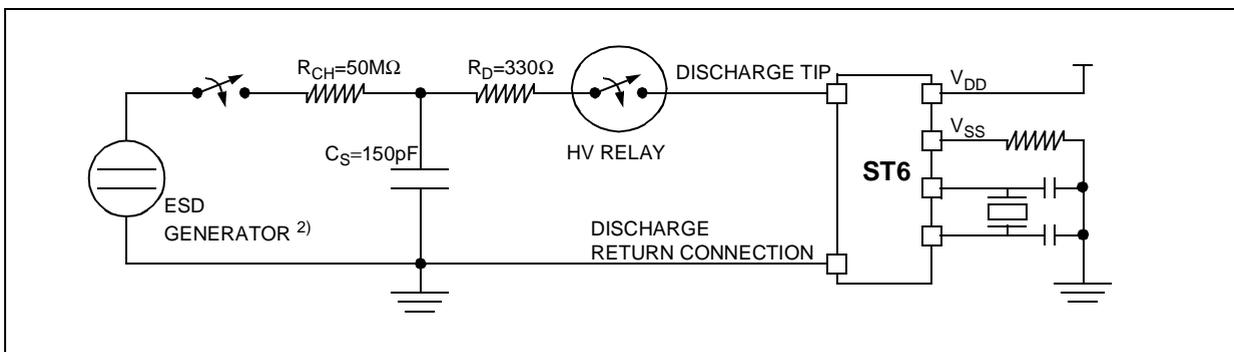 R_CH=50MΩ
R_D=330Ω
DISCHARGE TIP
V_DD
V_SS
C_S=150pF
HV RELAY
ST6
ESD
GENERATOR ²⁾
DISCHARGE
RETURN CONNECTION